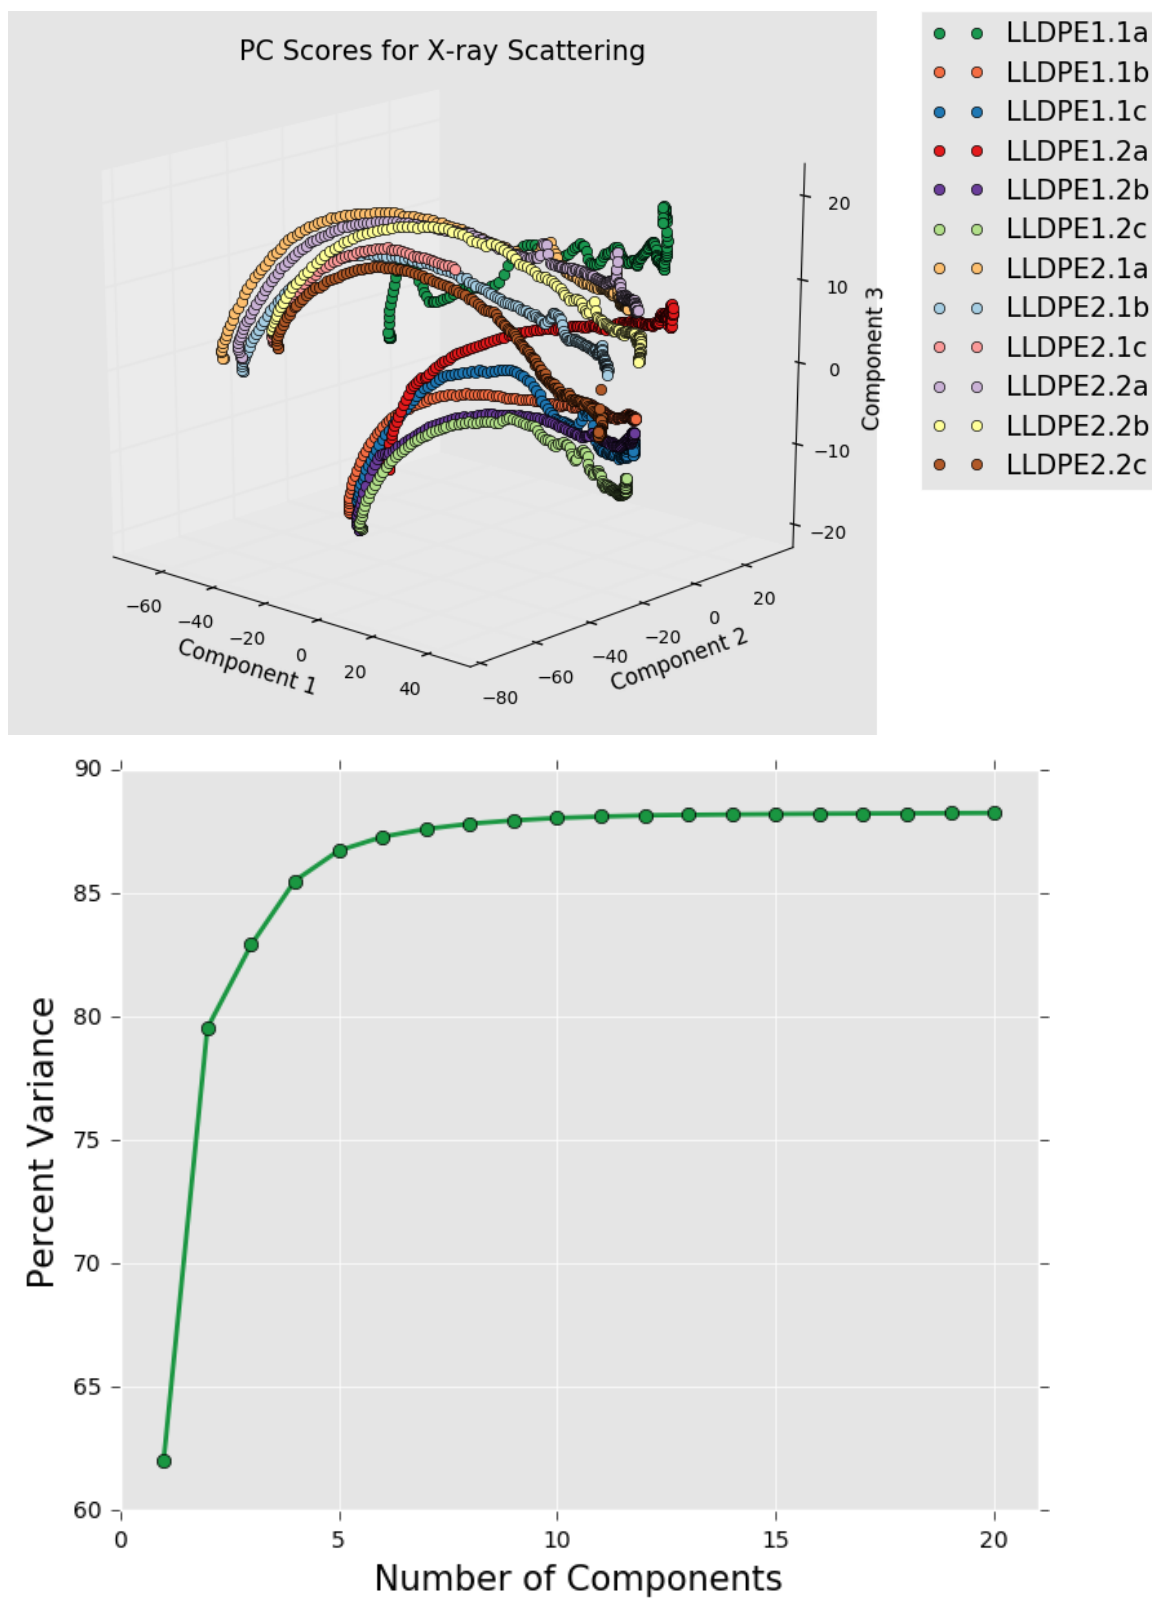 PC Scores for X-ray Scattering
LLDPE1.1a
LLDPE1.1b
LLDPE1.1c
LLDPE1.2a
LLDPE1.2b
LLDPE1.2c
LLDPE2.1a
LLDPE2.1b
LLDPE2.1c
LLDPE2.2a
LLDPE2.2b
LLDPE2.2c
20
10
0
−10
−20
Component 3
−60
−40
−20
0
20
40
Component 1
−80
−60
−40
−20
0
20
Component 2
90
85
80
75
70
65
60
Percent Variance
0 5 10 15 20
Number of Components